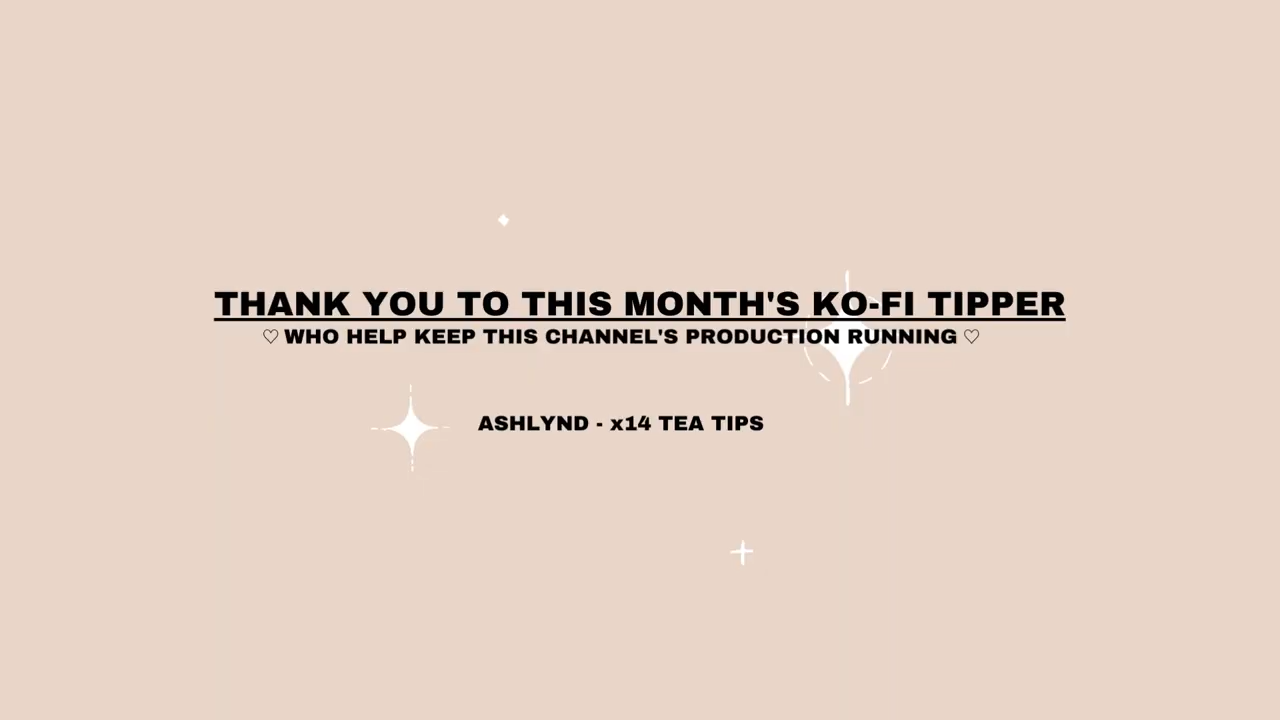 THANK YOU TO THIS MONTH'S KO-FI TIPPER
♡ WHO HELP KEEP THIS CHANNEL'S PRODUCTION RUNNING ♡
ASHLYND - x14 TEA TIPS